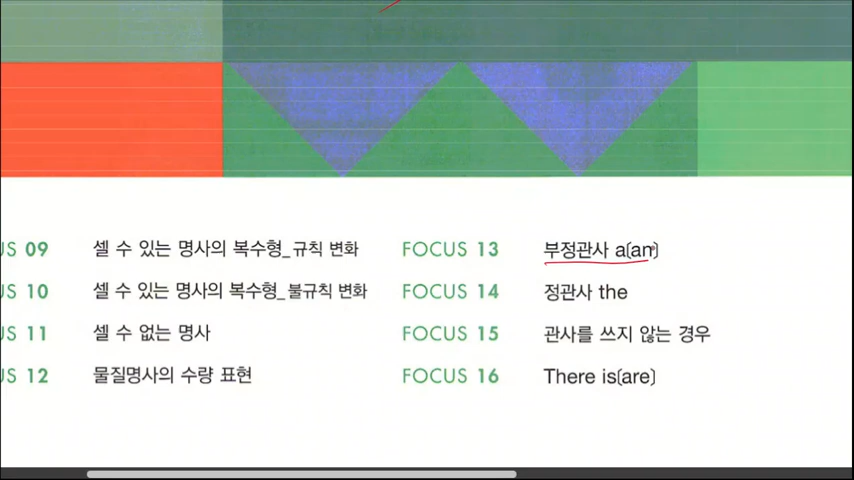 US 09 셀 수 있는 명사의 복수형_규칙 변화
US 10 셀 수 있는 명사의 복수형_불규칙 변화
US 11 셀 수 없는 명사
US 12 물질명사의 수량 표현
FOCUS 13 부정관사 a(an)
FOCUS 14 정관사 the
FOCUS 15 관사를 쓰지 않는 경우
FOCUS 16 There is(are)